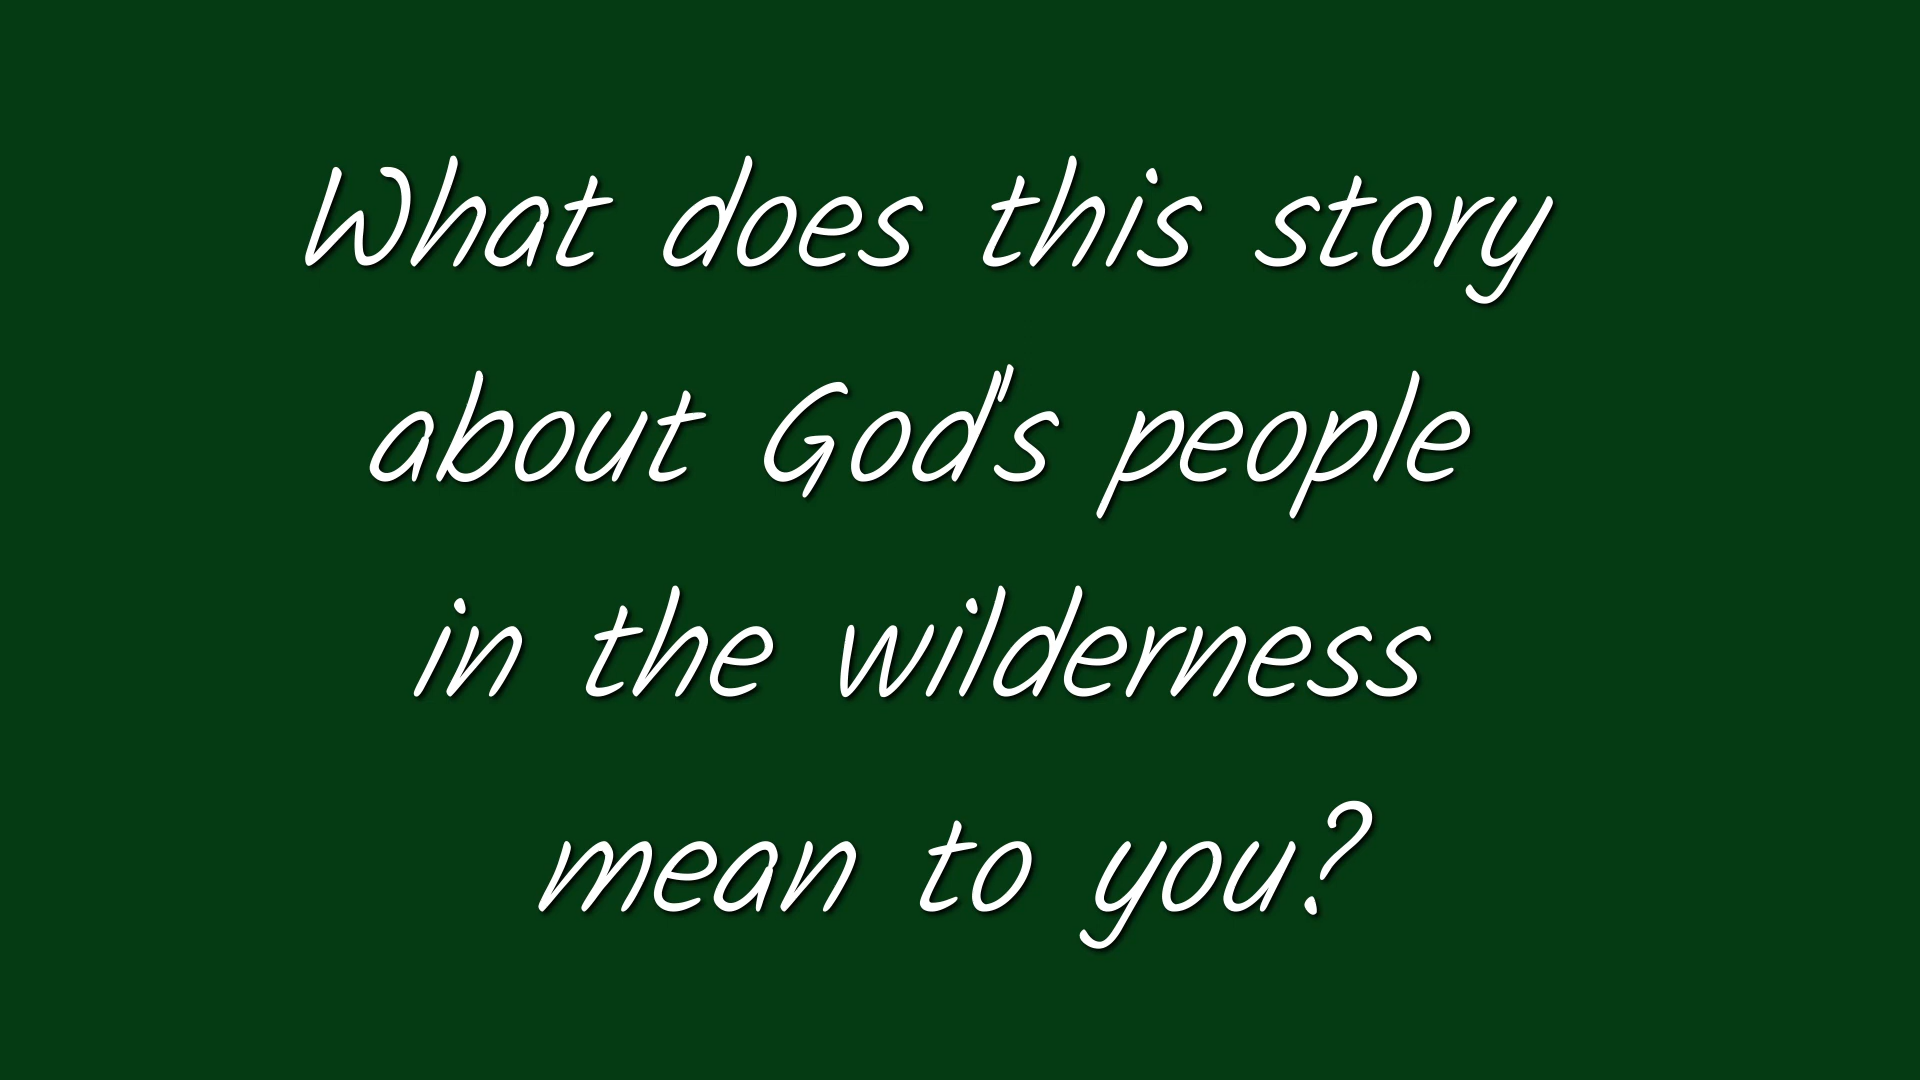 What does this story
about God's people
in the wilderness
mean to you?